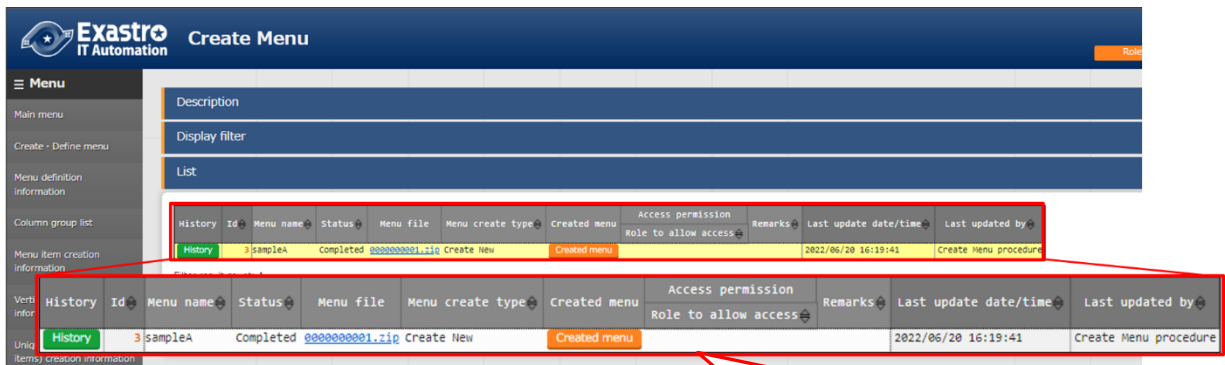 Exastro
IT Automation
Create Menu
Role
Menu
Main menu
Create・Define menu
Menu definition
information
Column group list
Menu item creation
information
Description
Display filter
List
History Id Menu name Status Menu file Menu create type Created menu Access permission Remarks Last update date/time Last updated by
Role to allow access
History 3 sampleA Completed 0000000001.zip Create New Created menu 2022/06/20 16:19:41 Create Menu procedure
History Id Menu name Status Menu file Menu create type Created menu Access permission Remarks Last update date/time Last updated by
Role to allow access
History 3 sampleA Completed 0000000001.zip Create New Created menu 2022/06/20 16:19:41 Create Menu procedure
items) creation information